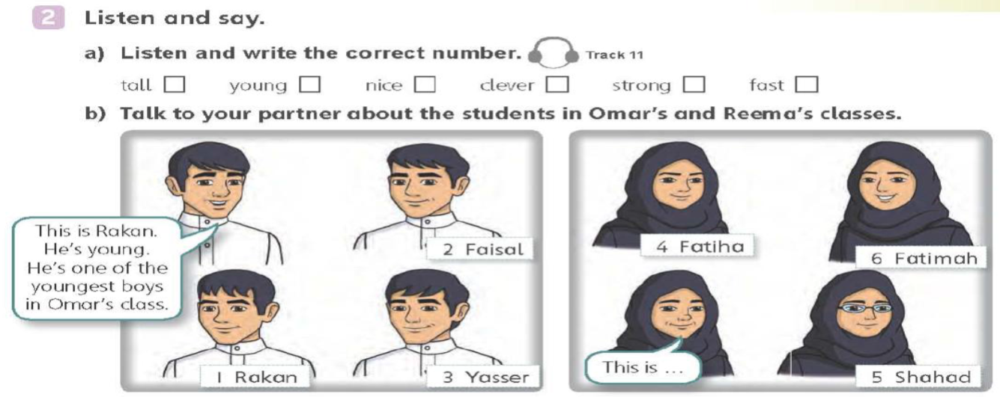 2 Listen and say.
a) Listen and write the correct number. Track 11
tall young nice clever strong fast
b) Talk to your partner about the students in Omar's and Reema's classes.
This is Rakan.
He's young.
He's one of the
youngest boys
in Omar's class.
2 Faisal
1 Rakan
3 Yasser
4 Fatiha
6 Fatimah
This is ...
5 Shahad